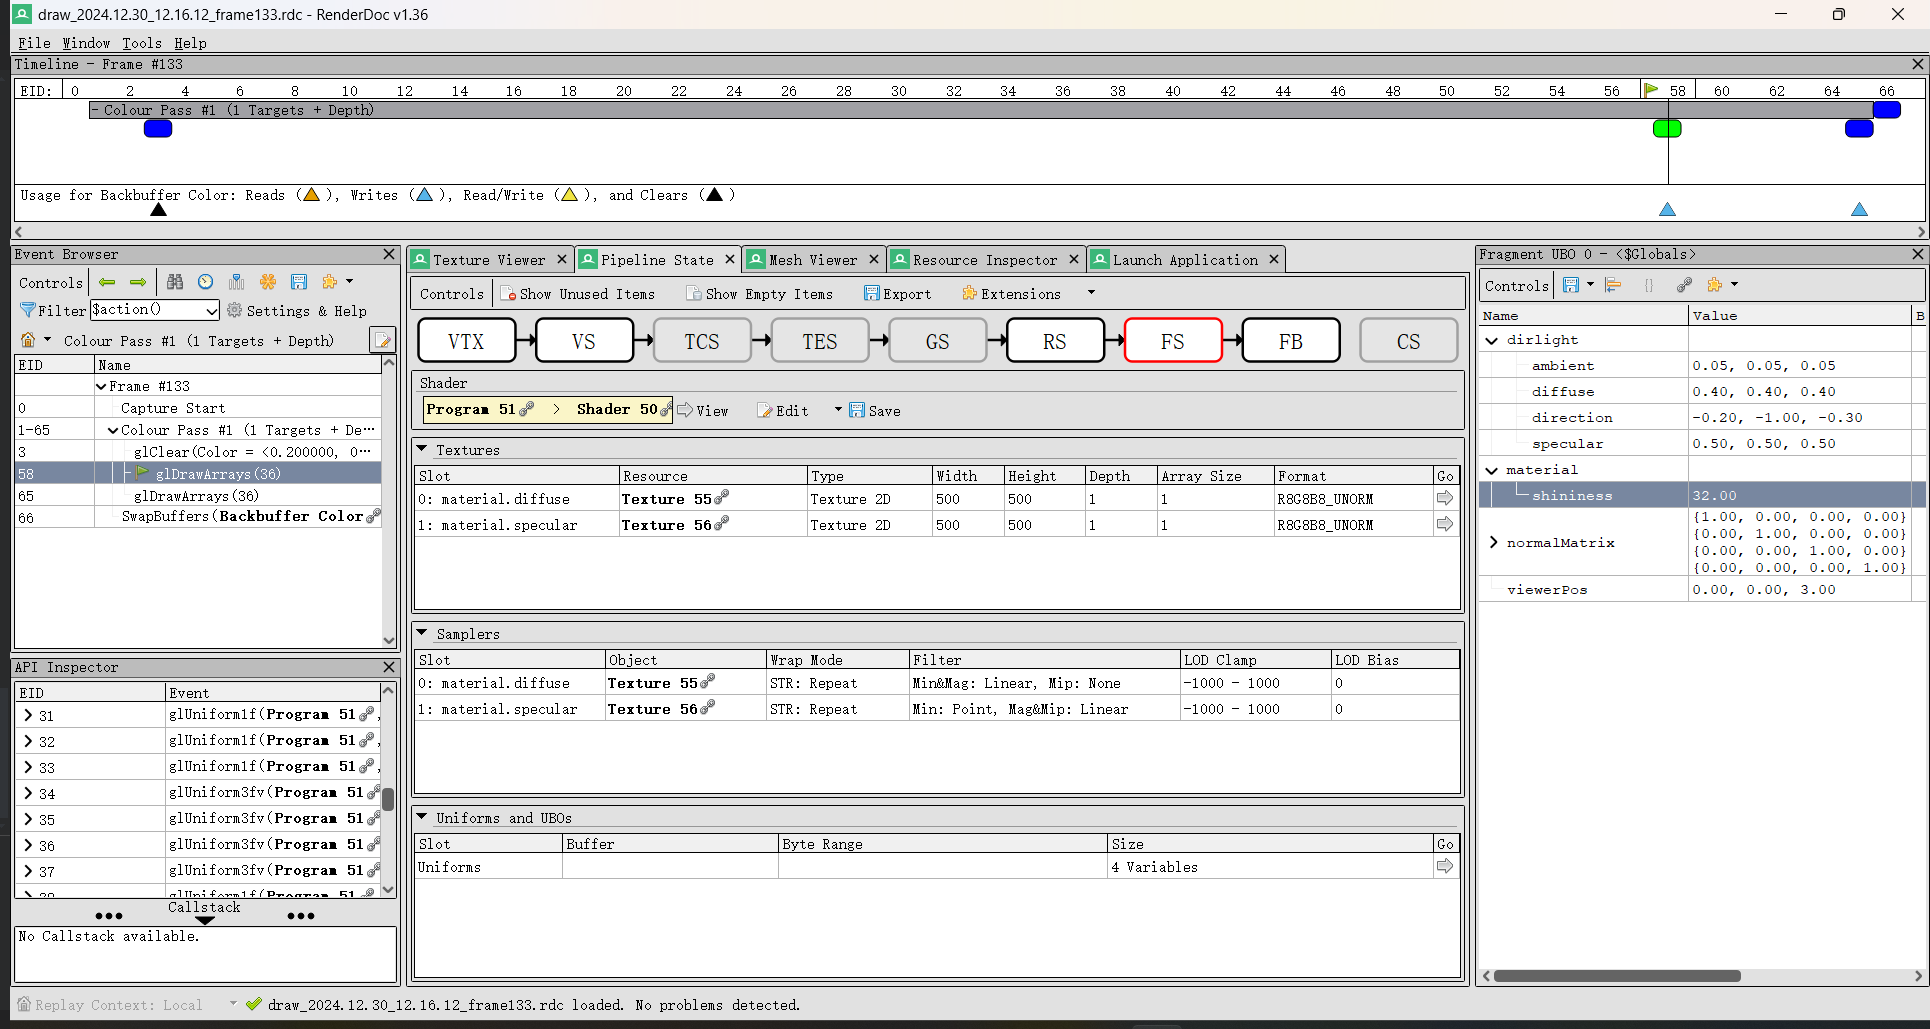 draw_2024.12.30_12.16.12_frame133.rdc - RenderDoc v1.36
File Window Tools Help
Timeline - Frame #133
EID: 0 2 4 6 8 10 12 14 16 18 20 22 24 26 28 30 32 34 36 38 40 42 44 46 48 50 52 54 56 58 60 62 64 66
- Colour Pass #1 (1 Targets + Depth)
Usage for Backbuffer Color: Reads ( ), Writes ( ), Read/Write ( ), and Clears ( )
Event Browser
Controls
Filter $action() Settings & Help
Colour Pass #1 (1 Targets + Depth)
EID Name
Frame #133
0 Capture Start
1-65 Colour Pass #1 (1 Targets + De…
3 glClear(Color = <0.200000, 0…
58 glDrawArrays(36)
65 glDrawArrays(36)
66 SwapBuffers(Backbuffer Color
API Inspector
EID Event
31 glUniform1f(Program 51 ,
32 glUniform1f(Program 51 ,
33 glUniform1f(Program 51 ,
34 glUniform3fv(Program 51
35 glUniform3fv(Program 51
36 glUniform3fv(Program 51
37 glUniform3fv(Program 51
glUniform1f(Program 51
Callstack
No Callstack available.
Texture Viewer Pipeline State Mesh Viewer Resource Inspector Launch Application
Controls Show Unused Items Show Empty Items Export Extensions
VTX VS TCS TES GS RS FS FB CS
Shader
Program 51 > Shader 50 View Edit Save
Textures
Slot Resource Type Width Height Depth Array Size Format Go
0: material.diffuse Texture 55 Texture 2D 500 500 1 1 R8G8B8_UNORM
1: material.specular Texture 56 Texture 2D 500 500 1 1 R8G8B8_UNORM
Samplers
Slot Object Wrap Mode Filter LOD Clamp LOD Bias
0: material.diffuse Texture 55 STR: Repeat Min&Mag: Linear, Mip: None -1000 - 1000 0
1: material.specular Texture 56 STR: Repeat Min: Point, Mag&Mip: Linear -1000 - 1000 0
Uniforms and UBOs
Slot Buffer Byte Range Size Go
Uniforms 4 Variables
Fragment UBO 0 - <$Globals>
Controls {}
Name Value B
dirlight
ambient 0.05, 0.05, 0.05
diffuse 0.40, 0.40, 0.40
direction -0.20, -1.00, -0.30
specular 0.50, 0.50, 0.50
material
shininess 32.00
normalMatrix {1.00, 0.00, 0.00, 0.00}
{0.00, 1.00, 0.00, 0.00}
{0.00, 0.00, 1.00, 0.00}
{0.00, 0.00, 0.00, 1.00}
viewerPos 0.00, 0.00, 3.00
Replay Context: Local draw_2024.12.30_12.16.12_frame133.rdc loaded. No problems detected.